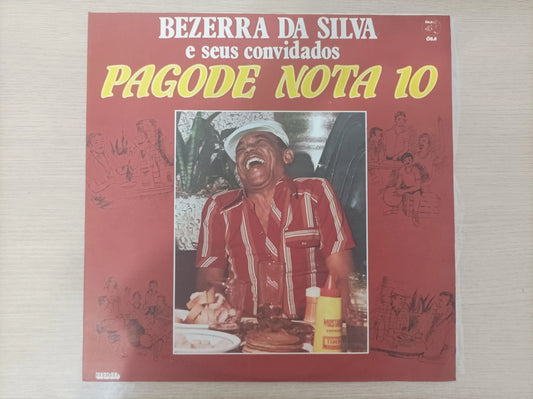 BEZERRA DA SILVA
e seus convidados
PAGODE NOTA 10